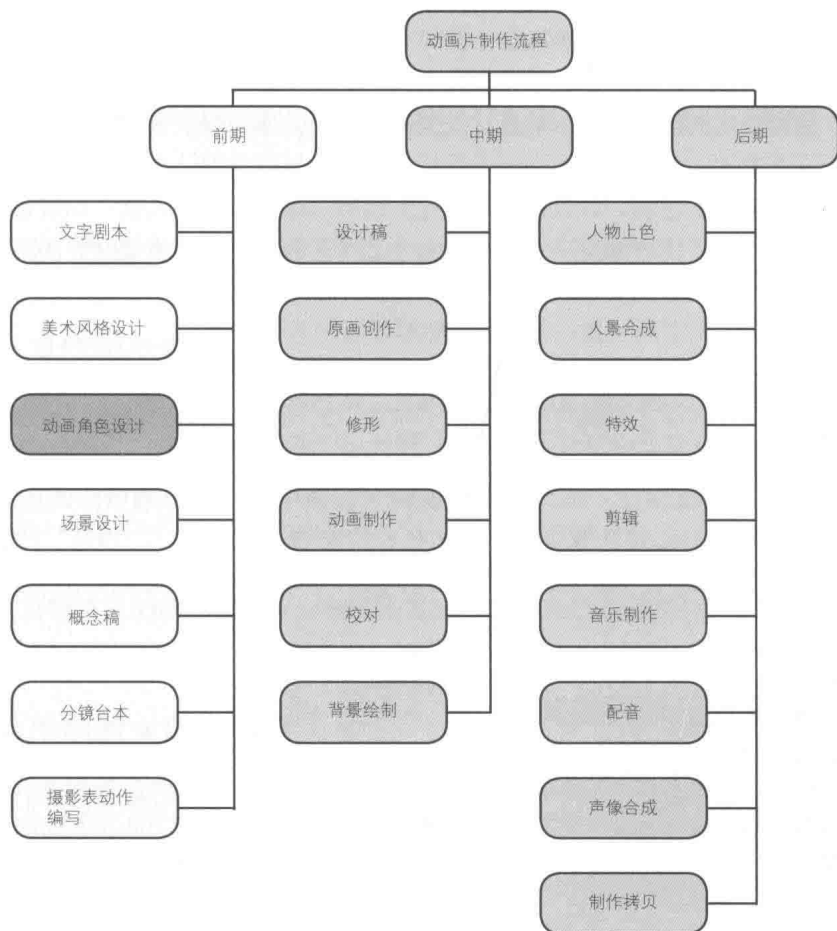 动画片制作流程
前期
中期
后期
文字剧本
设计稿
人物上色
美术风格设计
原画创作
人景合成
动画角色设计
修形
特效
场景设计
动画制作
剪辑
概念稿
校对
音乐制作
分镜台本
背景绘制
配音
摄影表动作
编写
声像合成
制作拷贝